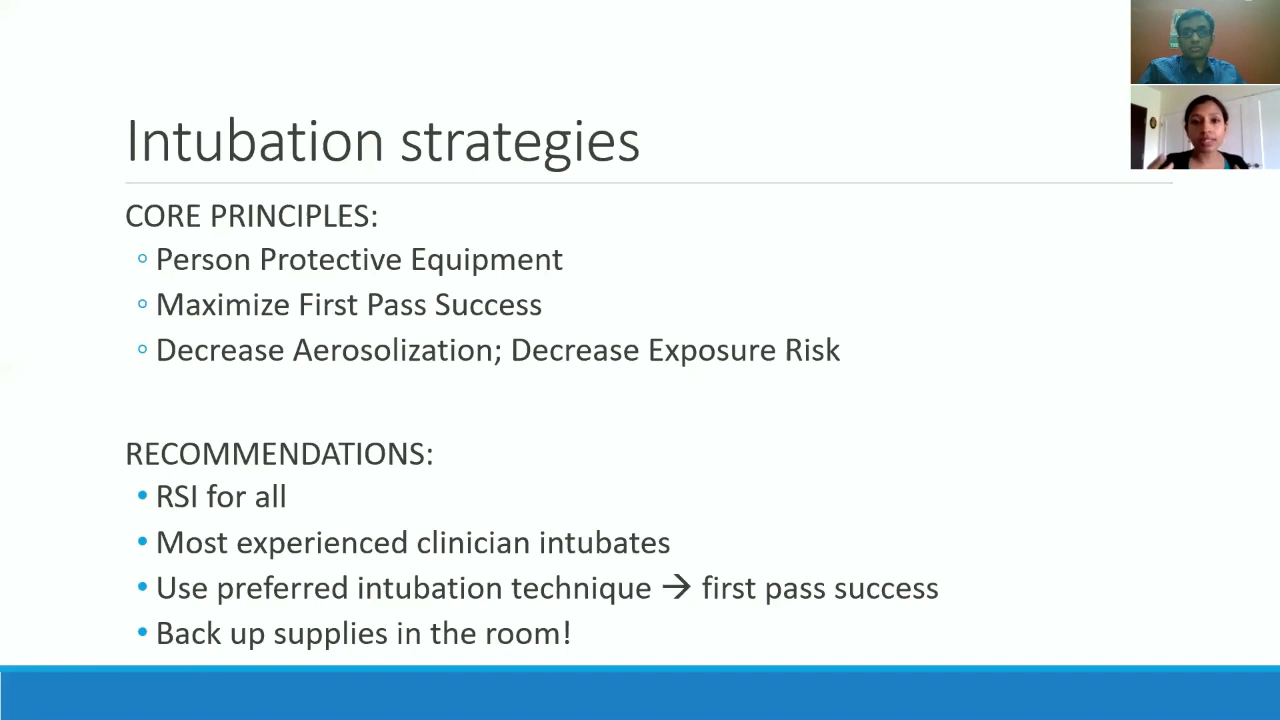 Intubation strategies
CORE PRINCIPLES:
◦ Person Protective Equipment
◦ Maximize First Pass Success
◦ Decrease Aerosolization; Decrease Exposure Risk
RECOMMENDATIONS:
• RSI for all
• Most experienced clinician intubates
• Use preferred intubation technique → first pass success
• Back up supplies in the room!